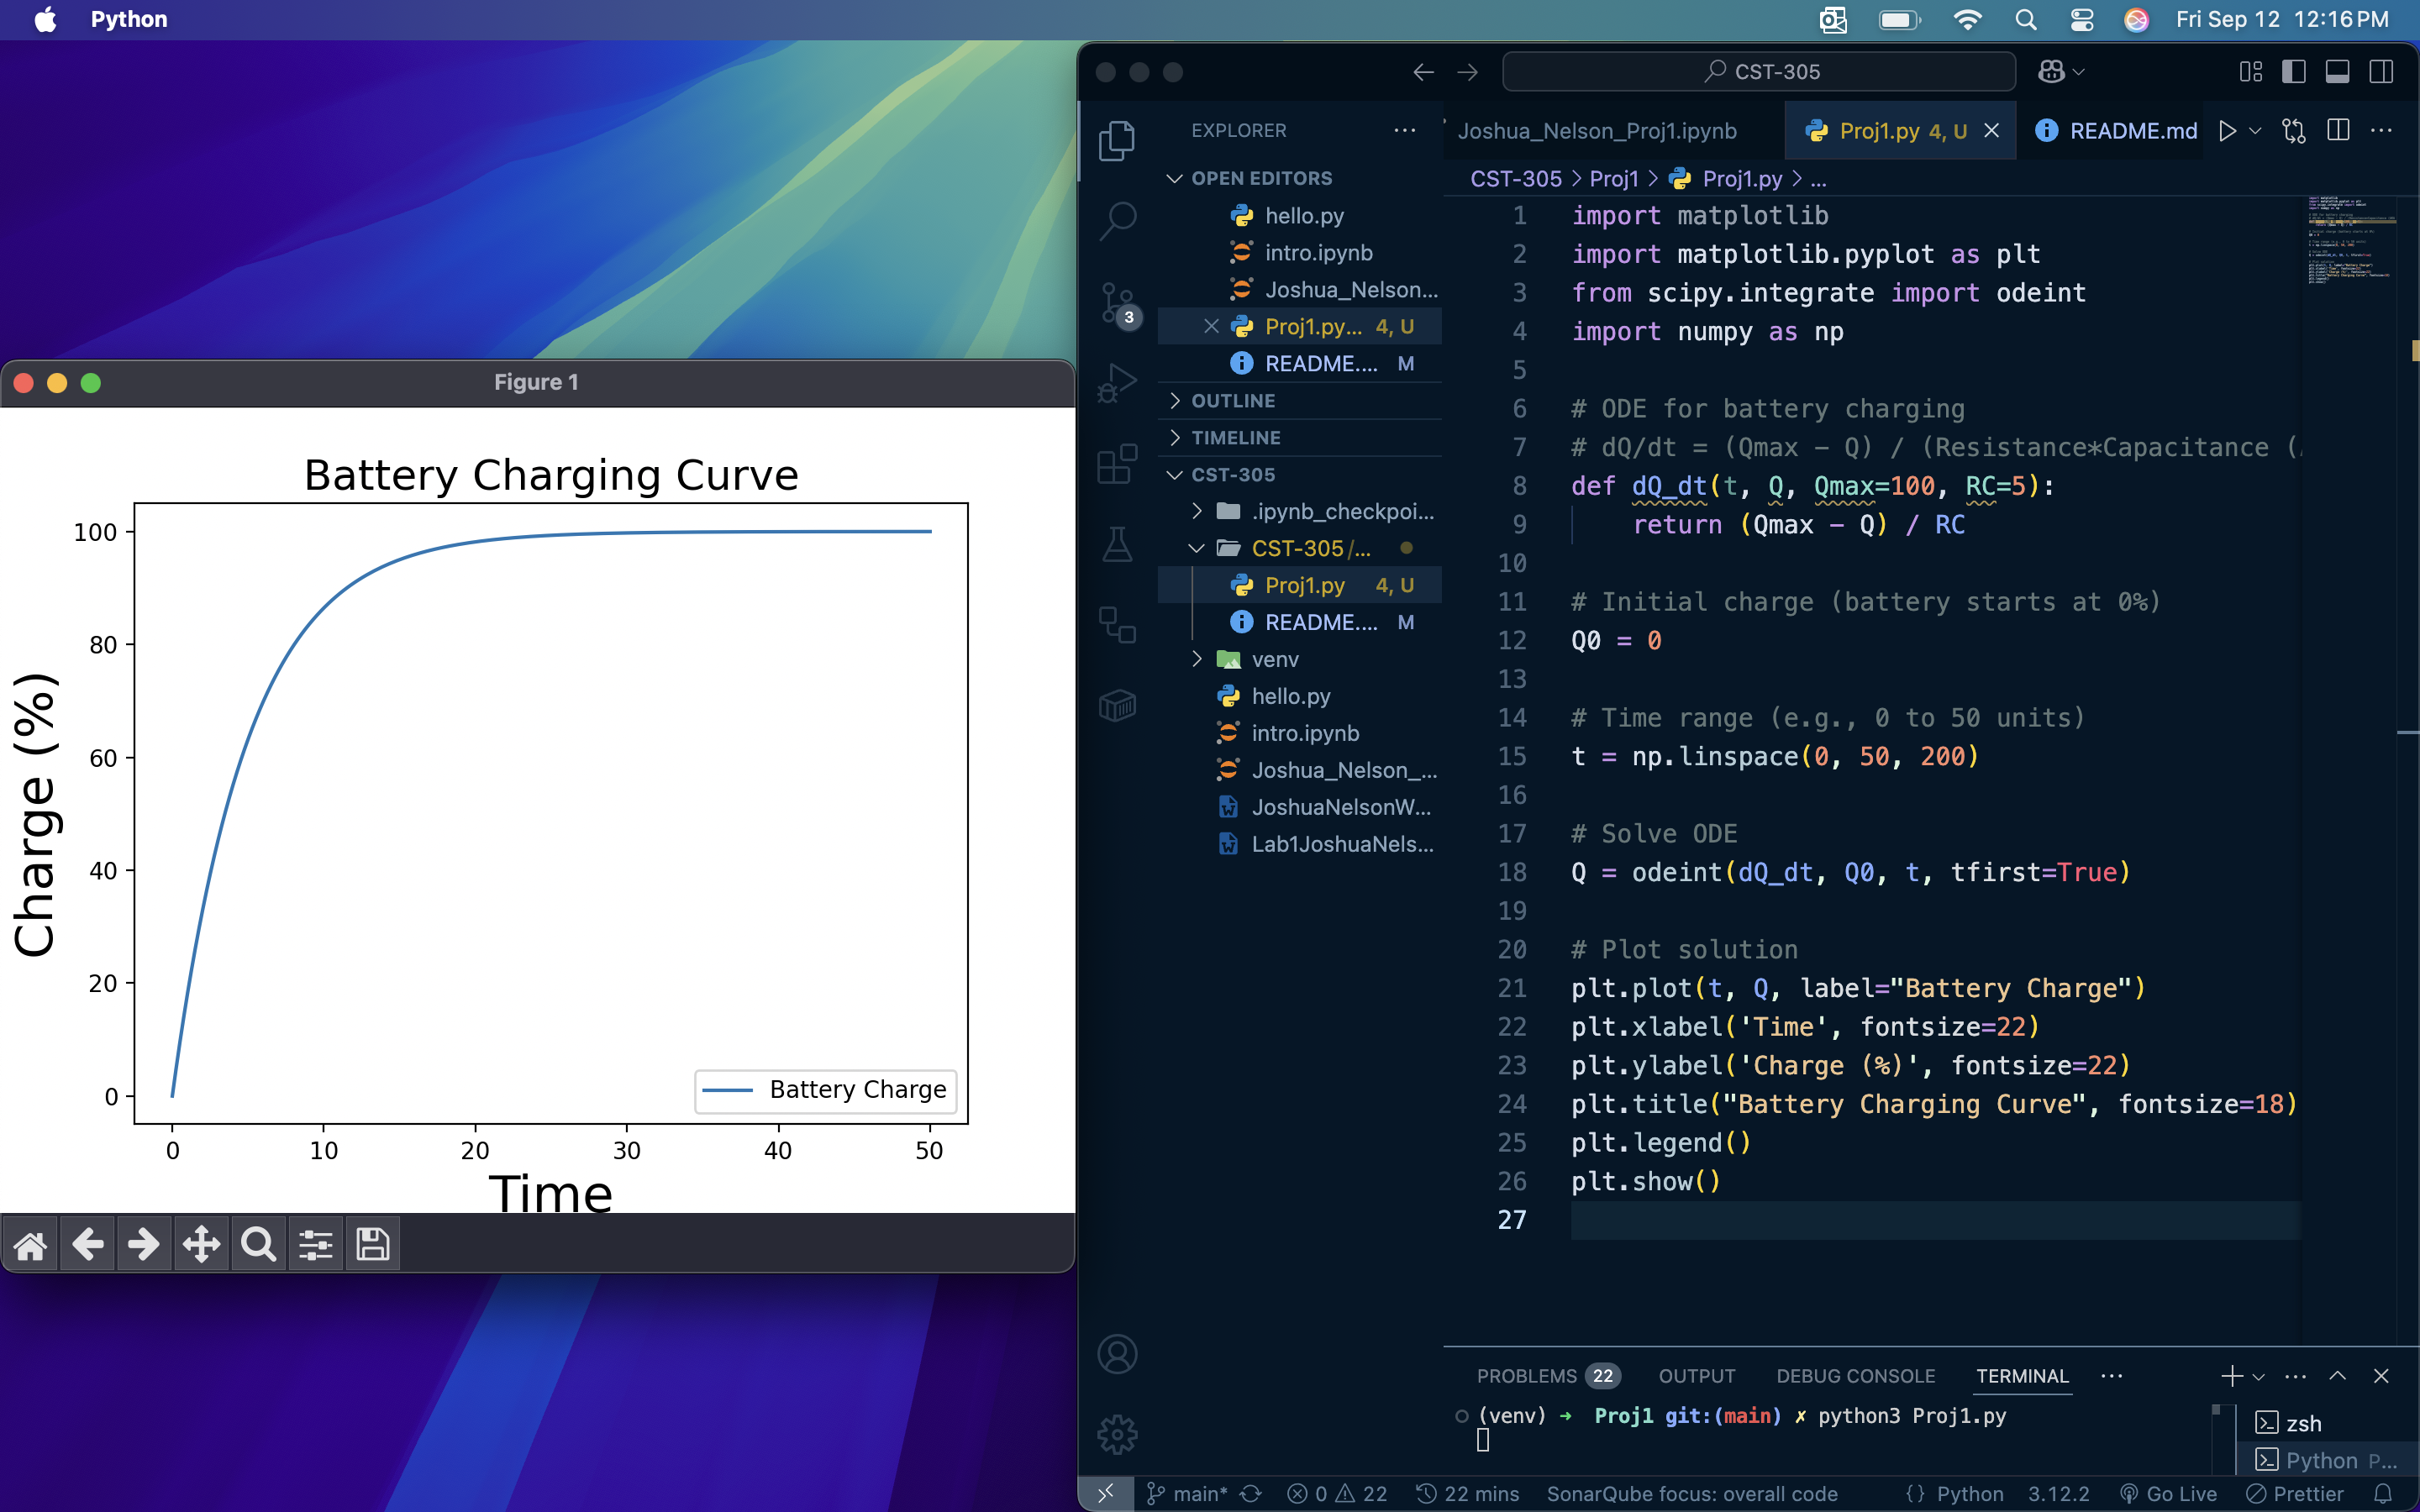 Python
Fri Sep 12 12:16 PM
Figure 1
Battery Charging Curve
Charge (%)
100
80
60
40
20
0
0 10 20 30 40 50
Time
Battery Charge
CST-305
EXPLORER
OPEN EDITORS
hello.py
intro.ipynb
Joshua_Nelson...
Proj1.py... 4, U
README.... M
OUTLINE
TIMELINE
CST-305
.ipynb_checkpoi...
CST-305/...
Proj1.py 4, U
README.... M
venv
hello.py
intro.ipynb
Joshua_Nelson_...
JoshuaNelsonW...
Lab1JoshuaNels...
3
Joshua_Nelson_Proj1.ipynb
Proj1.py 4, U
README.md
CST-305 > Proj1 > Proj1.py > ...
1 import matplotlib
2 import matplotlib.pyplot as plt
3 from scipy.integrate import odeint
4 import numpy as np
5
6 # ODE for battery charging
7 # dQ/dt = (Qmax - Q) / (Resistance*Capacitance (
8 def dQ_dt(t, Q, Qmax=100, RC=5):
9 return (Qmax - Q) / RC
10
11 # Initial charge (battery starts at 0%)
12 Q0 = 0
13
14 # Time range (e.g., 0 to 50 units)
15 t = np.linspace(0, 50, 200)
16
17 # Solve ODE
18 Q = odeint(dQ_dt, Q0, t, tfirst=True)
19
20 # Plot solution
21 plt.plot(t, Q, label="Battery Charge")
22 plt.xlabel('Time', fontsize=22)
23 plt.ylabel('Charge (%)', fontsize=22)
24 plt.title("Battery Charging Curve", fontsize=18)
25 plt.legend()
26 plt.show()
27
PROBLEMS 22 OUTPUT DEBUG CONSOLE TERMINAL ...
(venv) ➜ Proj1 git:(main) ✗ python3 Proj1.py
zsh
Python P...
main* 0 22 22 mins SonarQube focus: overall code {} Python 3.12.2 Go Live Prettier